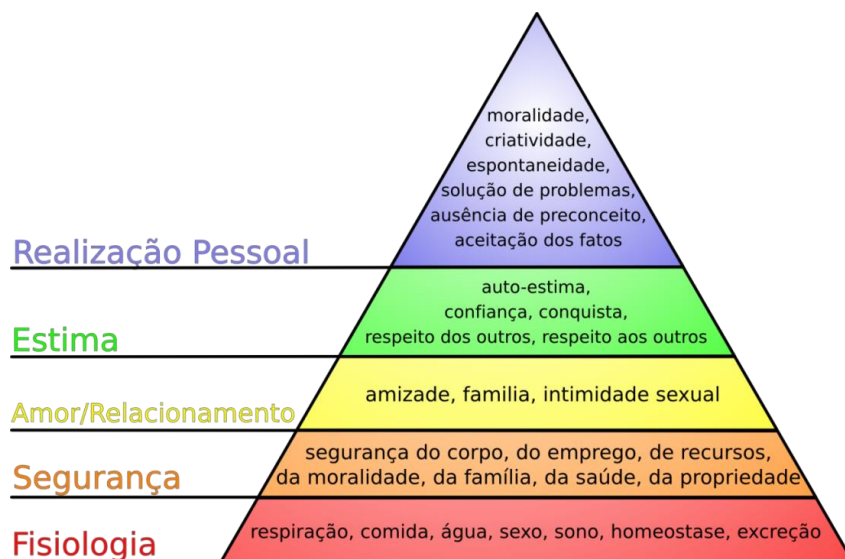 moralidade,
criatividade,
espontaneidade,
solução de problemas,
ausência de preconceito,
aceitação dos fatos
Realização Pessoal
auto-estima,
confiança, conquista,
respeito dos outros, respeito aos outros
Estima
amizade, familia, intimidade sexual
Amor/Relacionamento
segurança do corpo, do emprego, de recursos,
da moralidade, da família, da saúde, da propriedade
Segurança
respiração, comida, água, sexo, sono, homeostase, excreção
Fisiologia